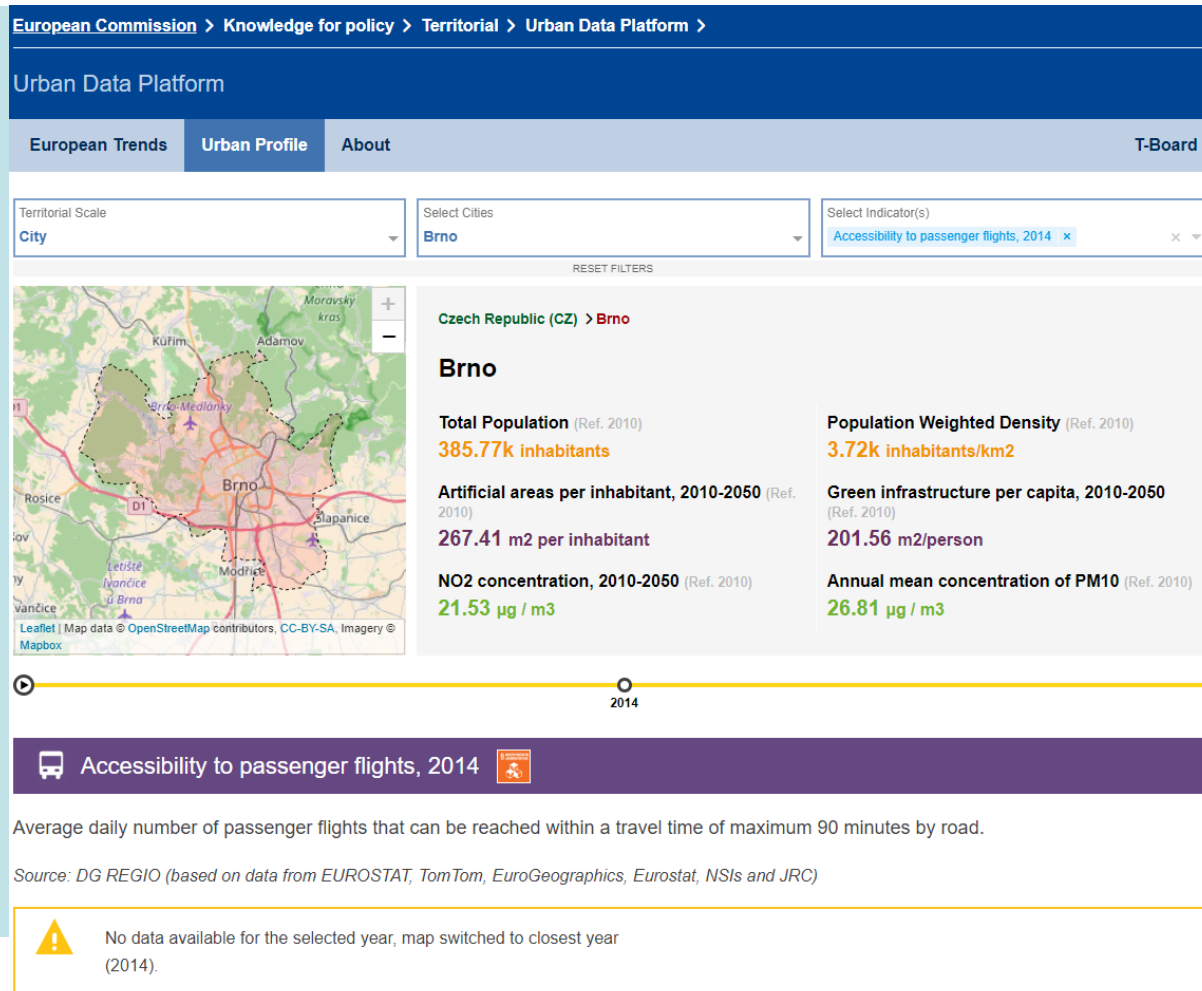 European Commission > Knowledge for policy > Territorial > Urban Data Platform >
Urban Data Platform
European Trends
Urban Profile
About
T-Board
Territorial Scale
City
Select Cities
Brno
Select Indicator(s)
Accessibility to passenger flights, 2014 ×
RESET FILTERS
Moravský
kras
Kuřim
Adamov
Brno-Medlánky
Brno
Rosice
D1
Šlapanice
Letiště
Ivančice
u Brna
Modřice
vančice
+
−
Leaflet | Map data © OpenStreetMap contributors, CC-BY-SA, Imagery ©
Mapbox
Czech Republic (CZ) > Brno
Brno
Total Population (Ref. 2010)
385.77k inhabitants
Population Weighted Density (Ref. 2010)
3.72k inhabitants/km2
Artificial areas per inhabitant, 2010-2050 (Ref.
2010)
267.41 m2 per inhabitant
Green infrastructure per capita, 2010-2050
(Ref. 2010)
201.56 m2/person
NO2 concentration, 2010-2050 (Ref. 2010)
21.53 µg / m3
Annual mean concentration of PM10 (Ref. 2010)
26.81 µg / m3
2014
Accessibility to passenger flights, 2014
Average daily number of passenger flights that can be reached within a travel time of maximum 90 minutes by road.
Source: DG REGIO (based on data from EUROSTAT, TomTom, EuroGeographics, Eurostat, NSIs and JRC)
No data available for the selected year, map switched to closest year
(2014).